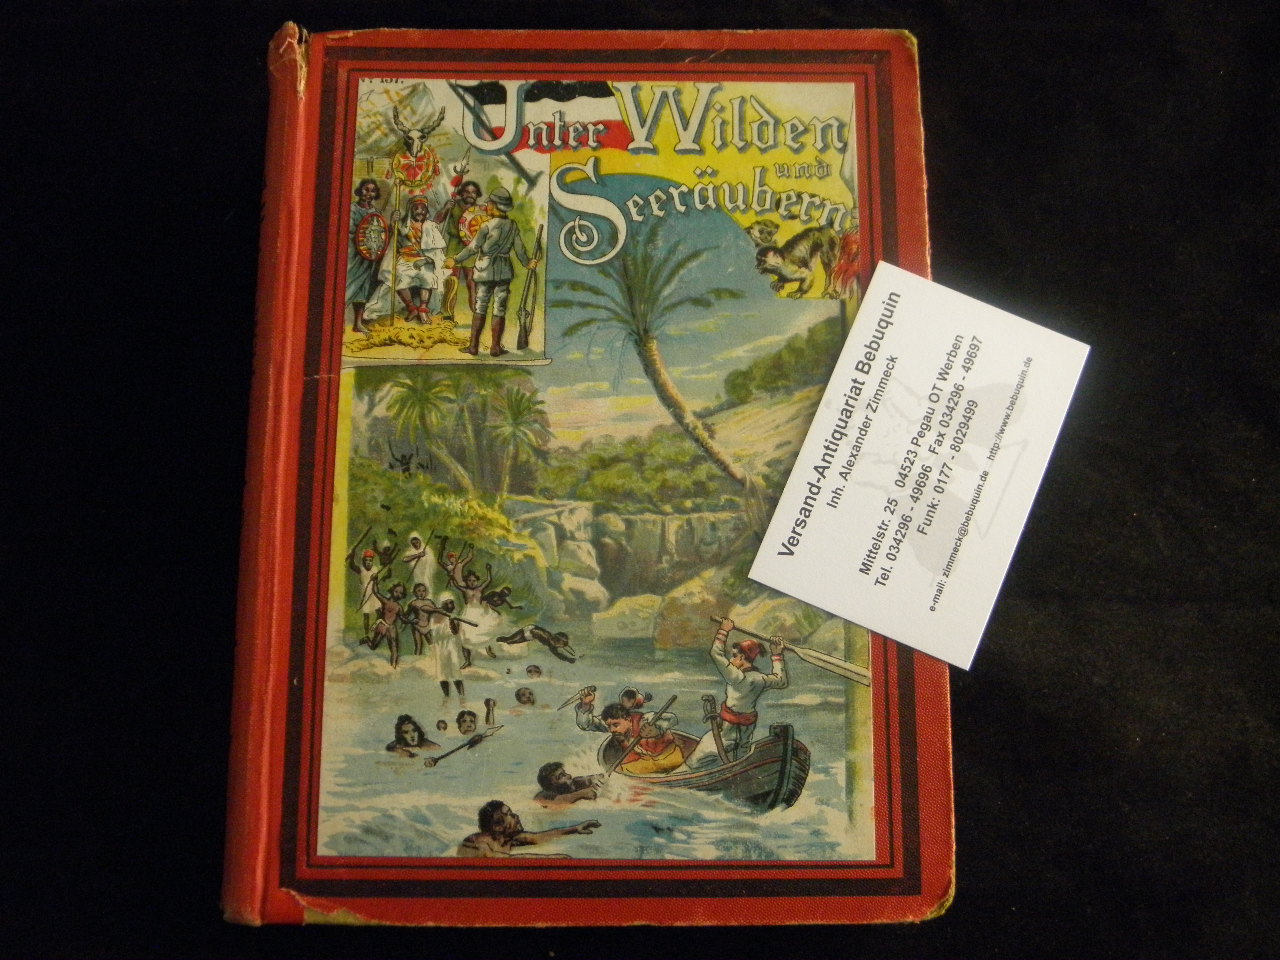 Unter Wilden
und
Seeräubern
Versand-Antiquariat Bebuquin
Inh. Alexander Zimmeck
Mittelstr. 25 04523 Pegau OT Werben
Tel. 034296 - 49696 Fax 034296 - 49697
Funk: 0177 - 8029499
e-mail: zimmeck@bebuquin.de http://www.bebuquin.de